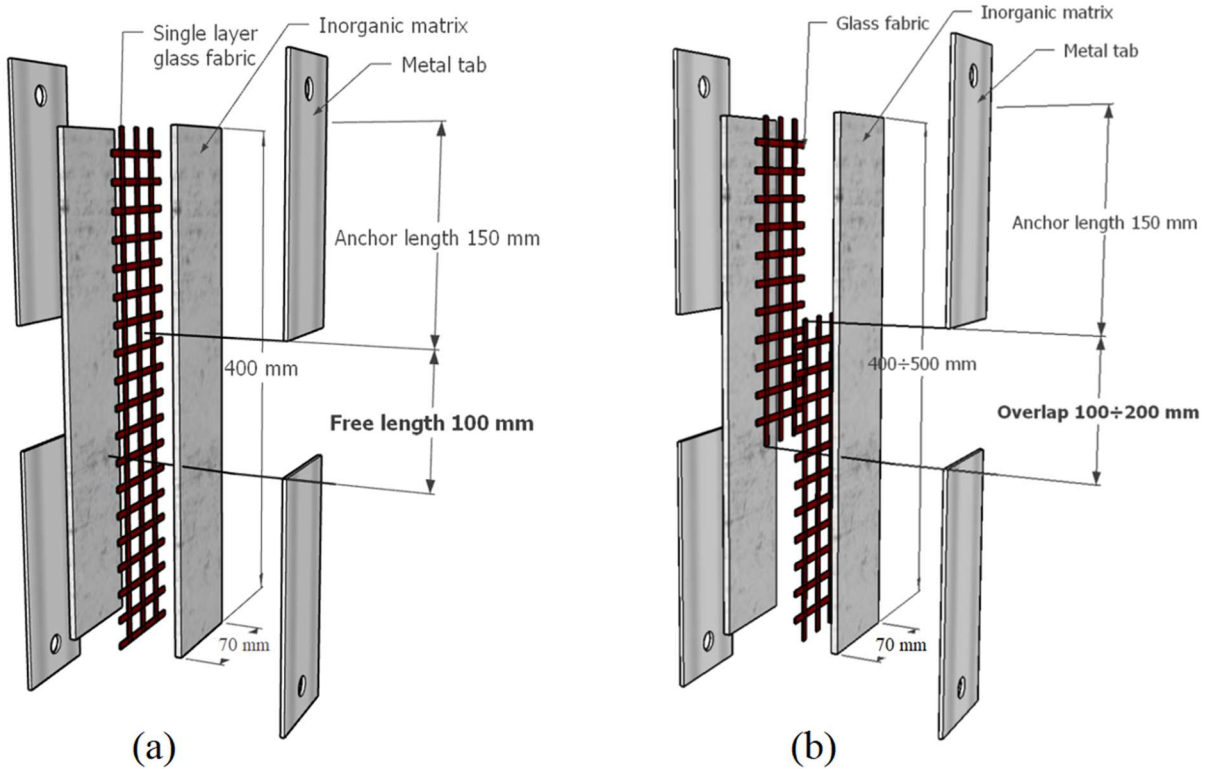 Single layer
glass fabric
Inorganic matrix
Metal tab
Anchor length 150 mm
400 mm
Free length 100 mm
70 mm
(a)
Glass fabric
Inorganic matrix
Metal tab
Anchor length 150 mm
400÷500 mm
Overlap 100÷200 mm
70 mm
(b)